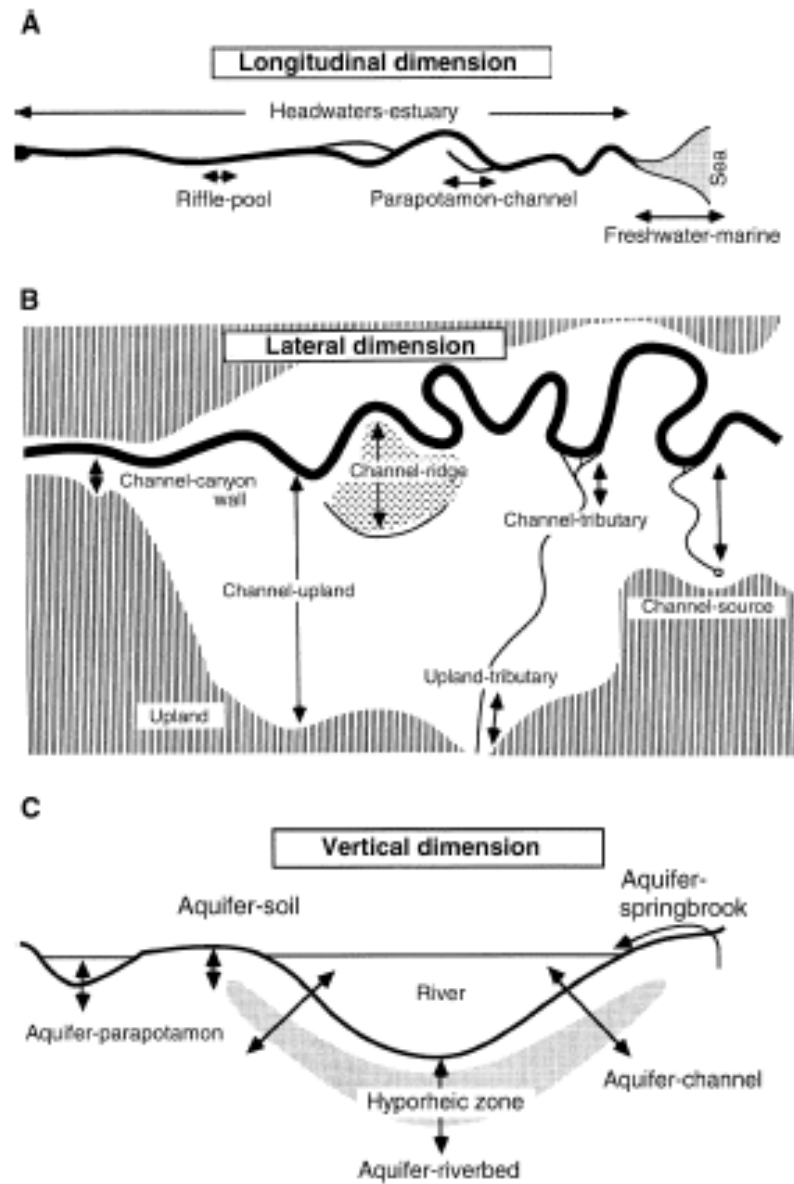 A
Longitudinal dimension
Headwaters-estuary
Sea
Riffle-pool
Parapotamon-channel
Freshwater-marine
B
Lateral dimension
Channel-ridge
Channel-canyon
wall
Channel-tributary
Channel-upland
Channel-source
Upland-tributary
Upland
C
Vertical dimension
Aquifer-
springbrook
Aquifer-soil
River
Aquifer-parapotamon
Aquifer-channel
Hyporheic zone
Aquifer-riverbed